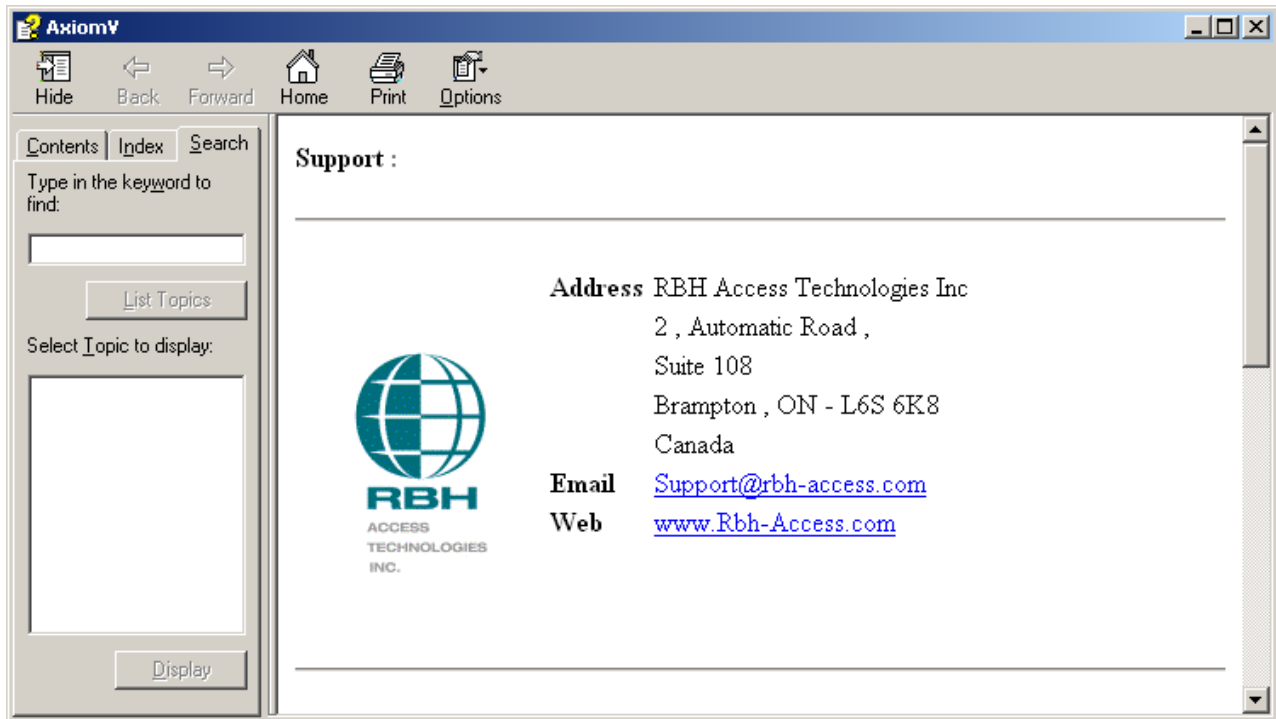 AxiomV
Hide Back Forward Home Print Options
Contents Index Search
Type in the keyword to
find:
List Topics
Select Topic to display:
Display
Support :
Address RBH Access Technologies Inc
2 , Automatic Road ,
Suite 108
Brampton , ON - L6S 6K8
Canada
Email Support@rbh-access.com
Web www.Rbh-Access.com
RBH
ACCESS
TECHNOLOGIES
INC.